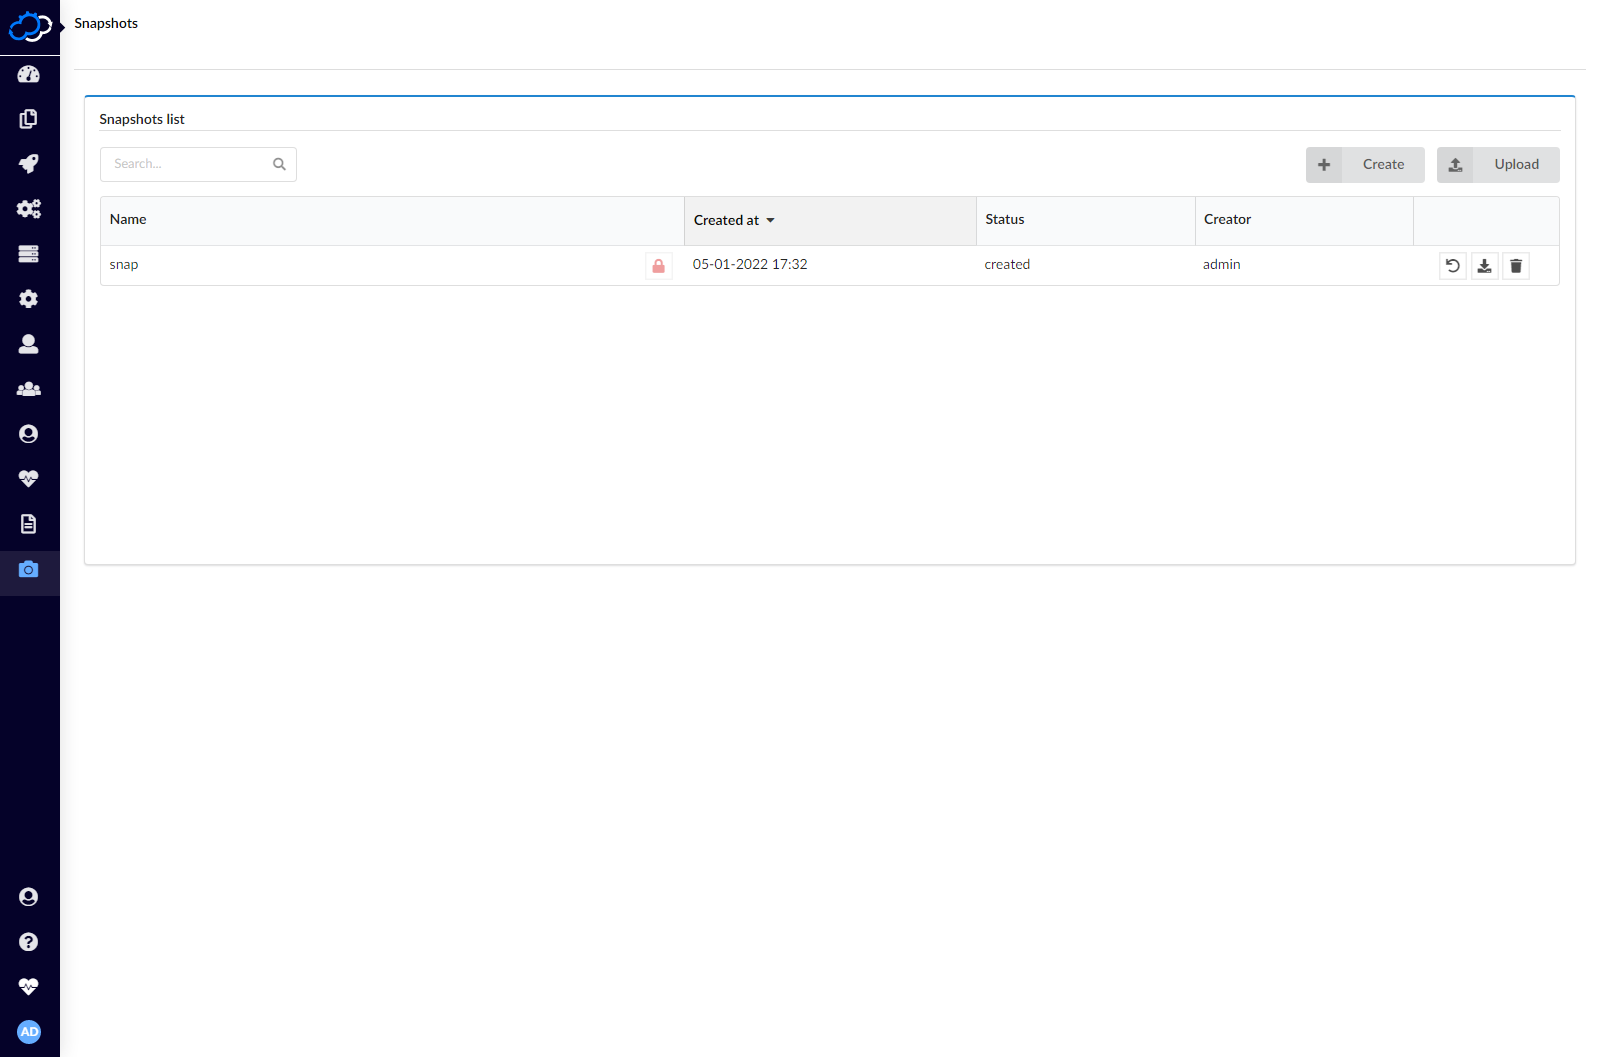 Snapshots
Snapshots list
Search...
Create
Upload
Name
Created at
Status
Creator
snap
05-01-2022 17:32
created
admin
AD